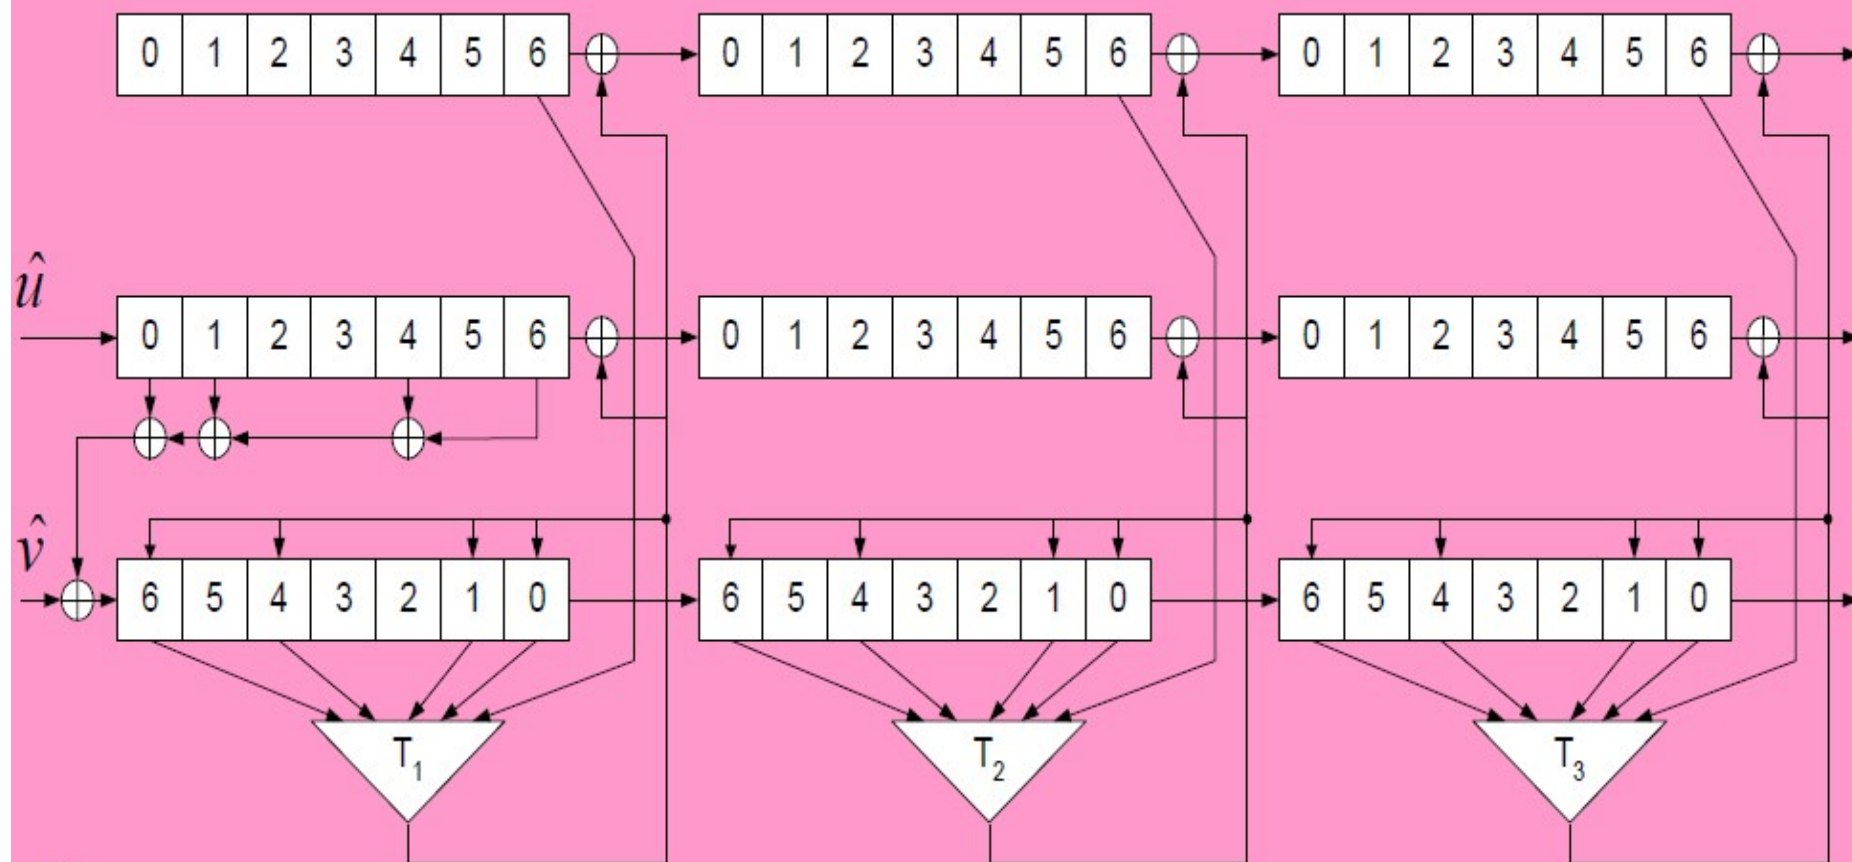 0 1 2 3 4 5 6 0 1 2 3 4 5 6 0 1 2 3 4 5 6
û
0 1 2 3 4 5 6 0 1 2 3 4 5 6 0 1 2 3 4 5 6
v̂
6 5 4 3 2 1 0 6 5 4 3 2 1 0 6 5 4 3 2 1 0
T₁ T₂ T₃